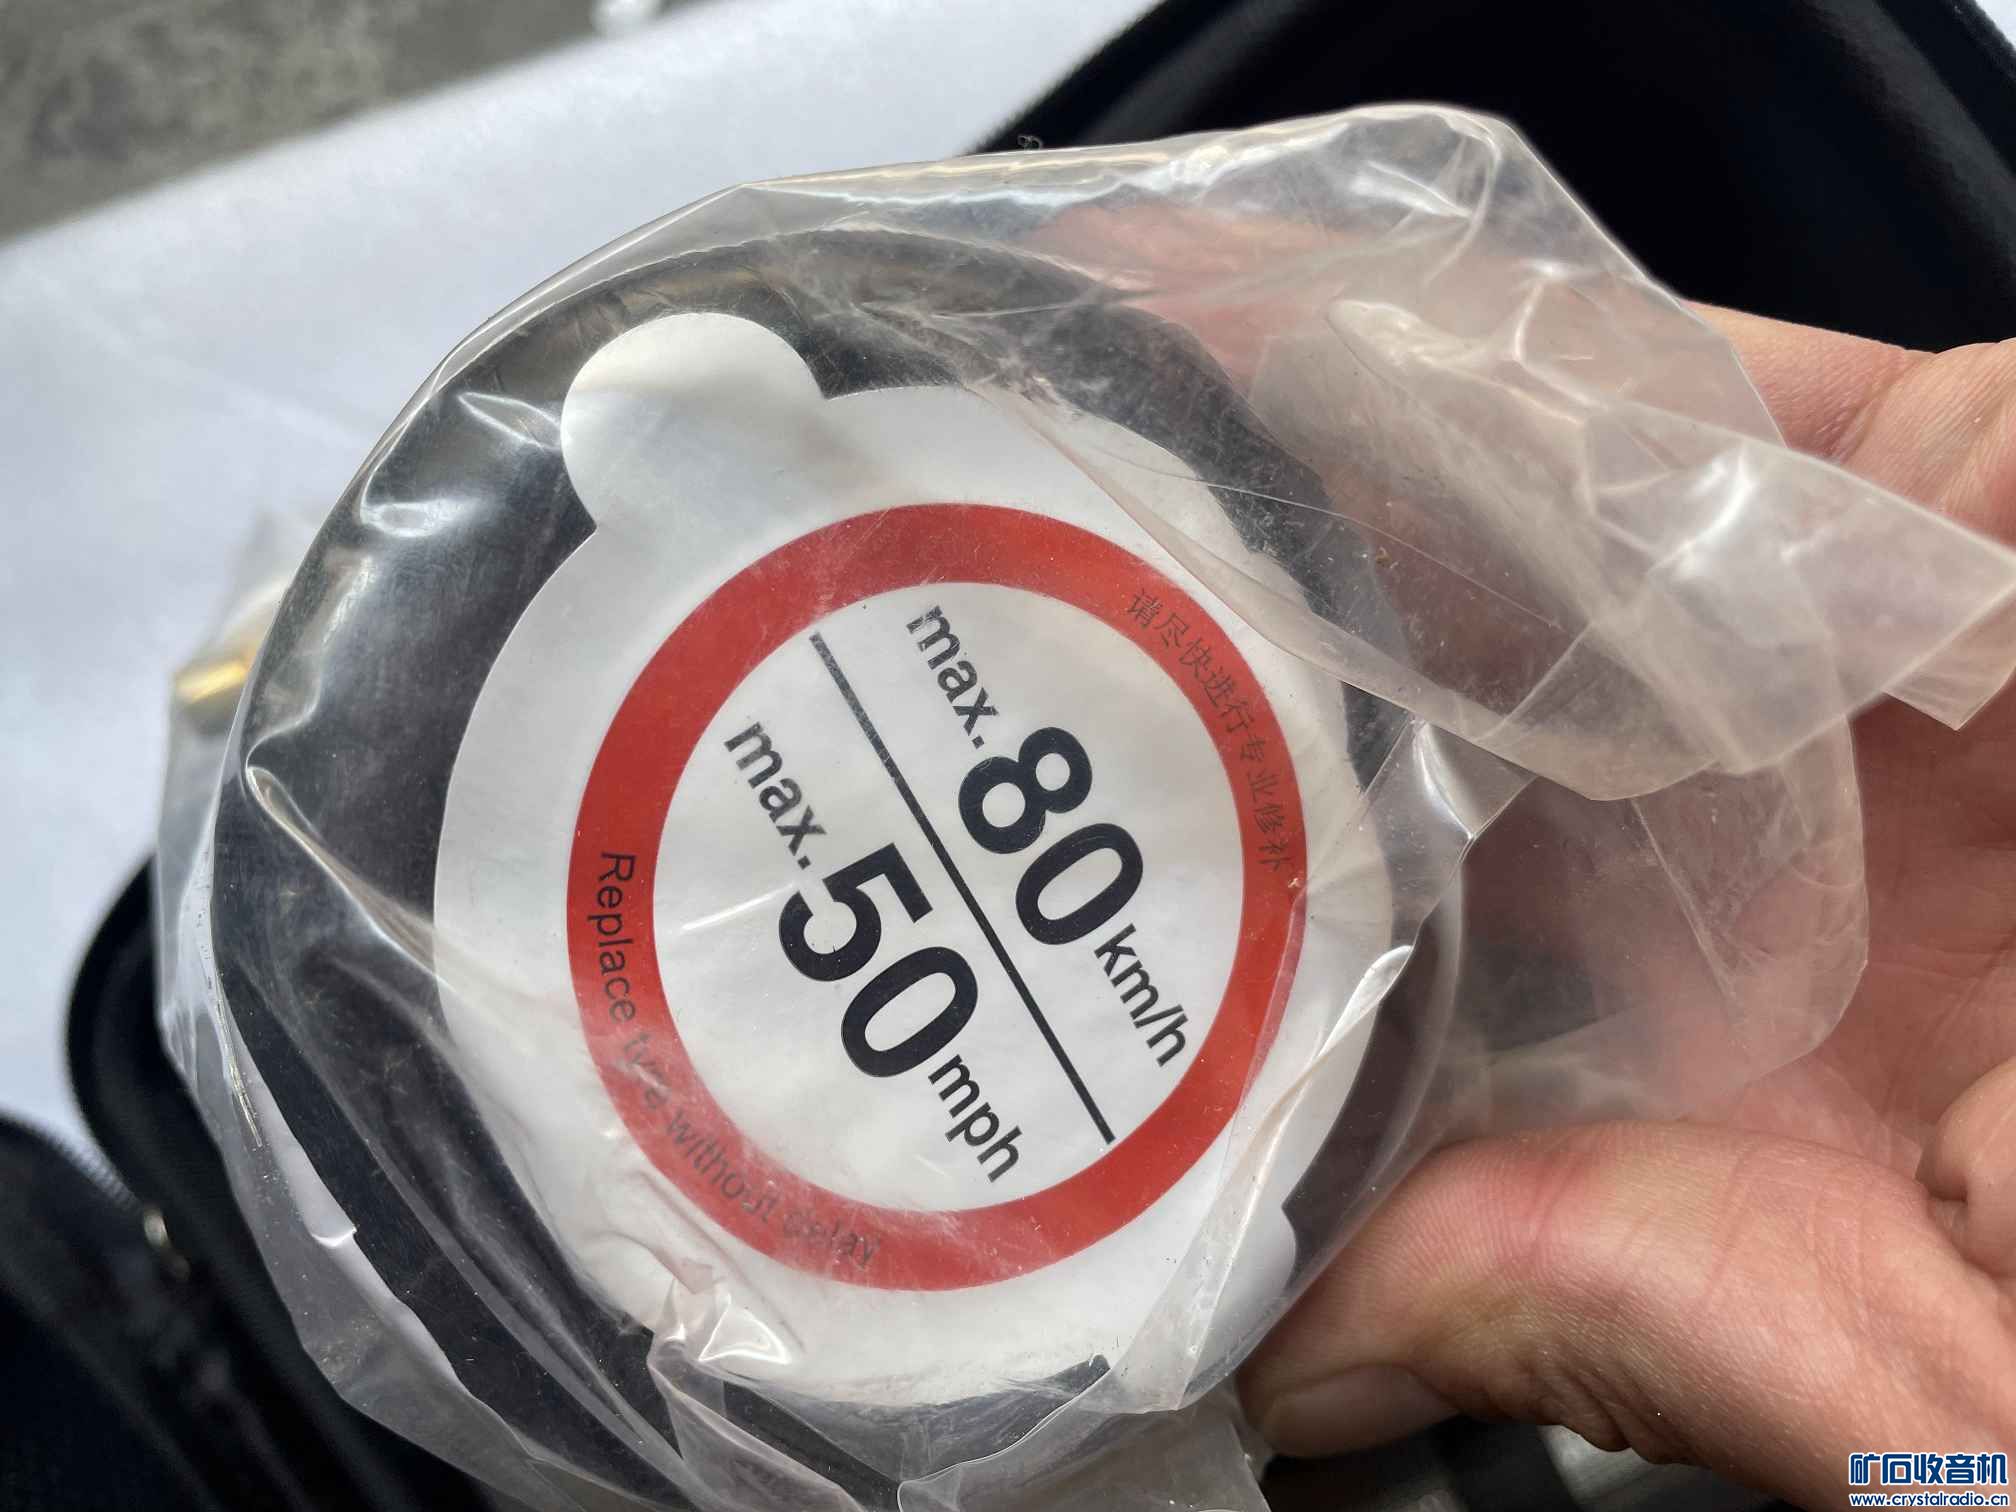 请尽快进行专业修补
max. 80 km/h
max. 50 mph
Replace tyre without delay
矿石收音机
www.crystalradio.cn